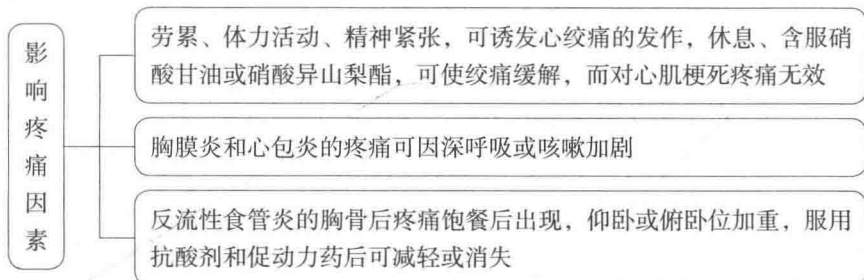 影响疼痛因素
劳累、体力活动、精神紧张，可诱发心绞痛的发作，休息、含服硝
酸甘油或硝酸异山梨酯，可使绞痛缓解，而对心肌梗死疼痛无效
胸膜炎和心包炎的疼痛可因深呼吸或咳嗽加剧
反流性食管炎的胸骨后疼痛饱餐后出现，仰卧或俯卧位加重，服用
抗酸剂和促动力药后可减轻或消失